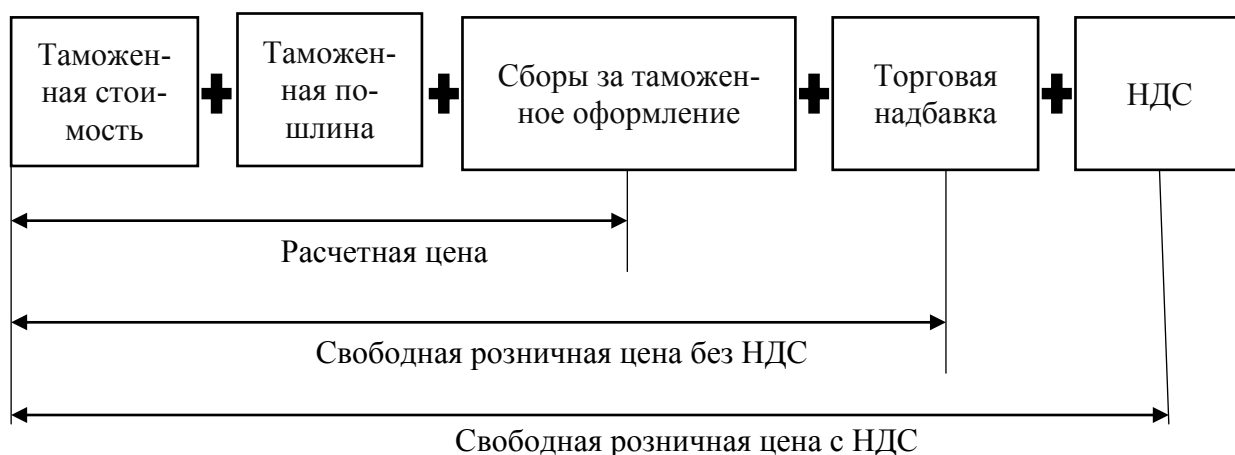 Таможен-
ная стои-
мость
Таможен-
ная по-
шлина
Сборы за таможен-
ное оформление
Торговая
надбавка
НДС
Расчетная цена
Свободная розничная цена без НДС
Свободная розничная цена с НДС